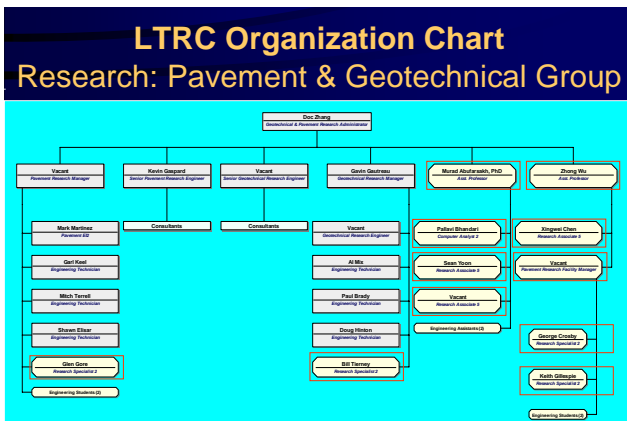 LTRC Organization Chart
Research: Pavement & Geotechnical Group
Doc Zhang
Geotechnical & Pavement Research Administrator
Vacant
Pavement Research Manager
Kevin Gaspard
Senior Pavement Research Engineer
Vacant
Senior Geotechnical Research Engineer
Gavin Gautreau
Geotechnical Research Manager
Murad Abufarsakh, PhD
Asst. Professor
Zhong Wu
Asst. Professor
Mark Martinez
Pavement EI2
Garl Keel
Engineering Technician
Mitch Terrell
Engineering Technician
Shawn Elisar
Engineering Technician
Glen Gore
Research Specialist 2
Engineering Students (2)
Consultants
Consultants
Vacant
Geotechnical Research Engineer
Al Mix
Engineering Technician
Paul Brady
Engineering Technician
Doug Hinton
Engineering Technician
Bill Tierney
Research Specialist 2
Pallavi Bhandari
Computer Analyst 2
Sean Yoon
Research Associate 5
Vacant
Research Associate 5
Engineering Assistants (2)
Xingwei Chen
Research Associate 5
Vacant
Pavement Research Facility Manager
George Crosby
Research Specialist 2
Keith Gillespie
Research Specialist 2
Engineering Students (2)